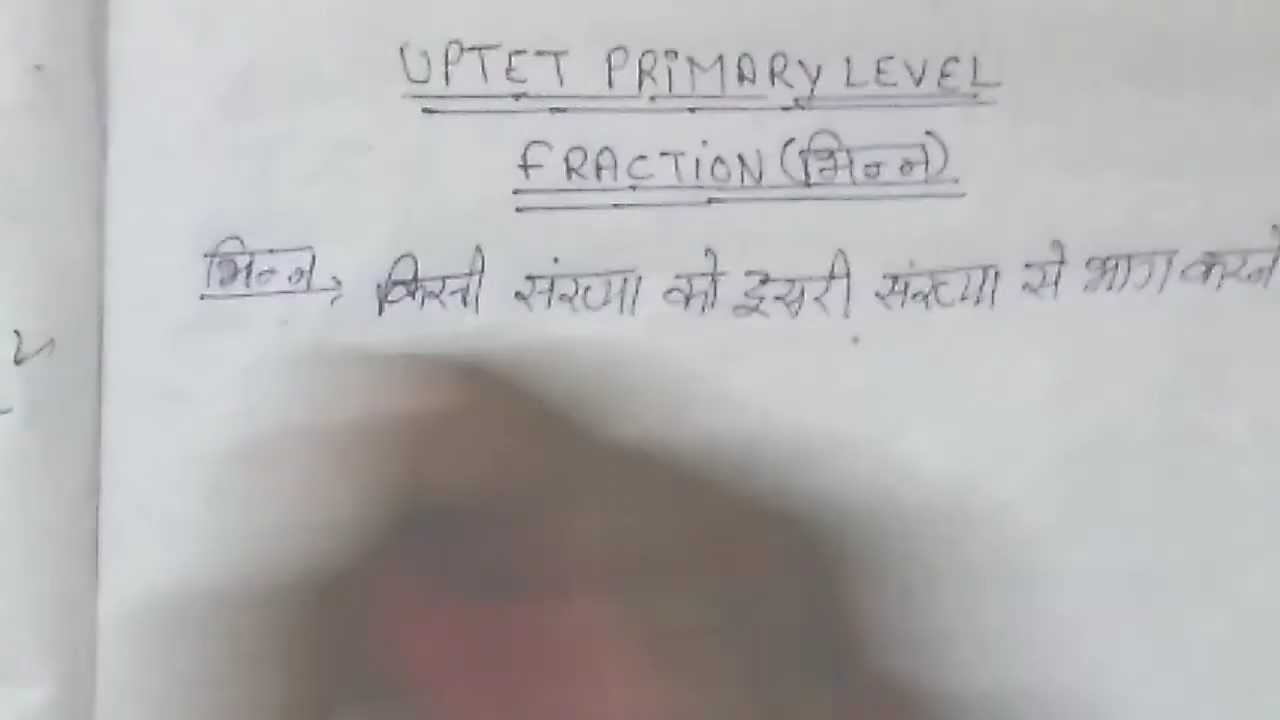 UPTET PRIMARY LEVEL
FRACTION (भिन्न)
भिन्न, किसी संख्या को दूसरी संख्या से भाग करने